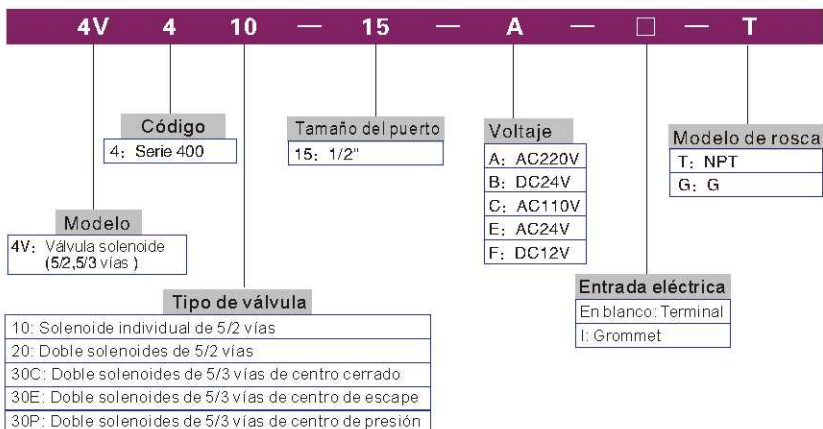 4V 4 10 — 15 — A — □ — T
Código
4: Serie 400
Tamaño del puerto
15: 1/2"
Voltaje
A: AC220V
B: DC24V
C: AC110V
E: AC24V
F: DC12V
Modelo de rosca
T: NPT
G: G
Modelo
4V: Válvula solenoide
(5/2,5/3 vías )
Entrada eléctrica
En blanco: Terminal
I: Grommet
Tipo de válvula
10: Solenoide individual de 5/2 vías
20: Doble solenoides de 5/2 vías
30C: Doble solenoides de 5/3 vías de centro cerrado
30E: Doble solenoides de 5/3 vías de centro de escape
30P: Doble solenoides de 5/3 vías de centro de presión